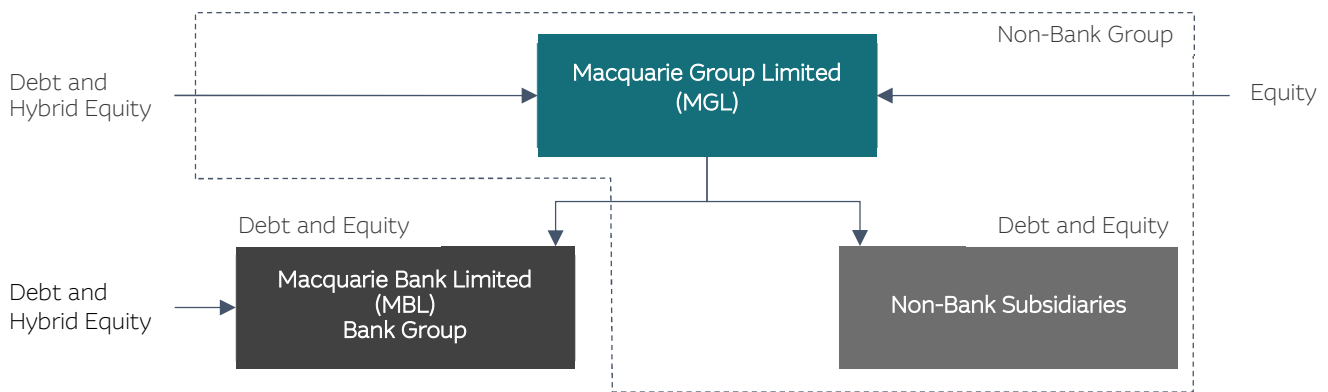 Non-Bank Group
Debt and
Hybrid Equity
Macquarie Group Limited
(MGL)
Equity
Debt and Equity
Debt and Equity
Debt and
Hybrid Equity
Macquarie Bank Limited
(MBL)
Bank Group
Non-Bank Subsidiaries